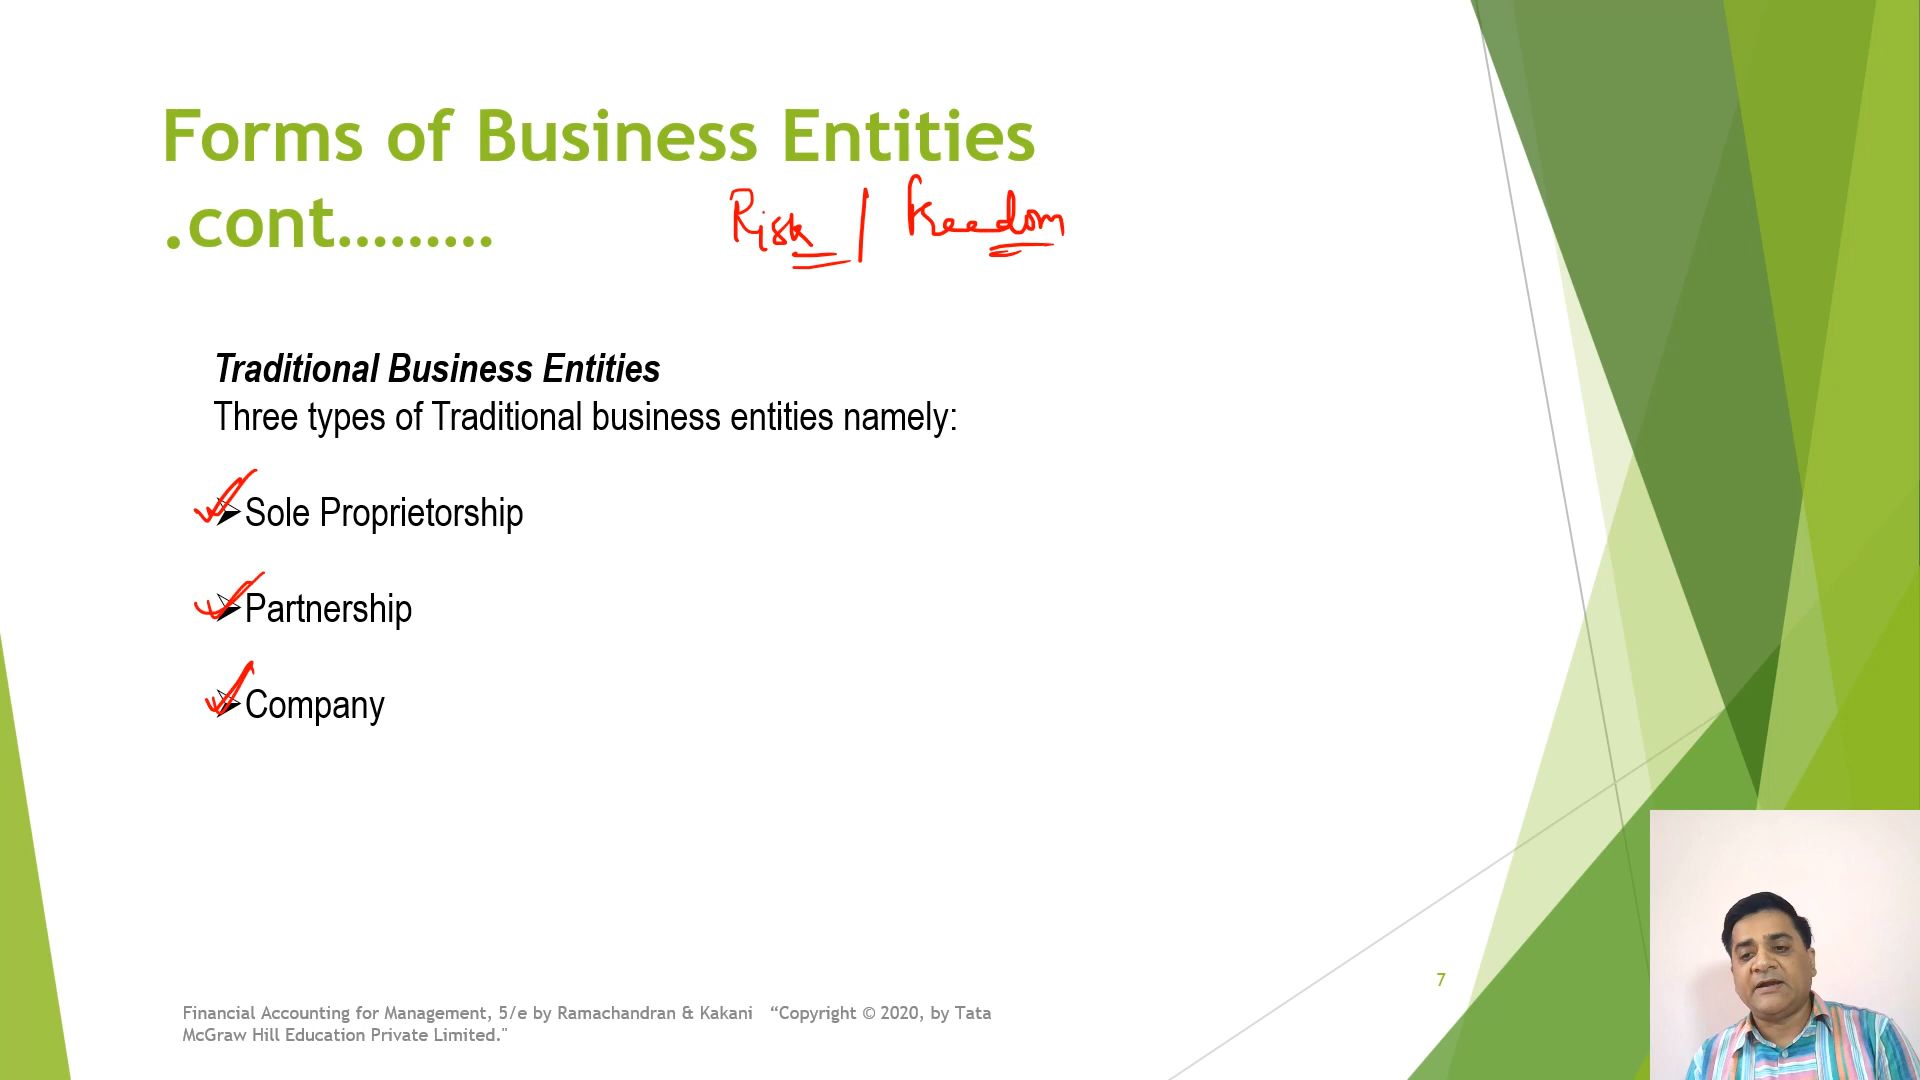 Forms of Business Entities
.cont.........
Risk / Freedom
Traditional Business Entities
Three types of Traditional business entities namely:
➢Sole Proprietorship
➢Partnership
➢Company
7
Financial Accounting for Management, 5/e by Ramachandran & Kakani “Copyright © 2020, by Tata
McGraw Hill Education Private Limited."